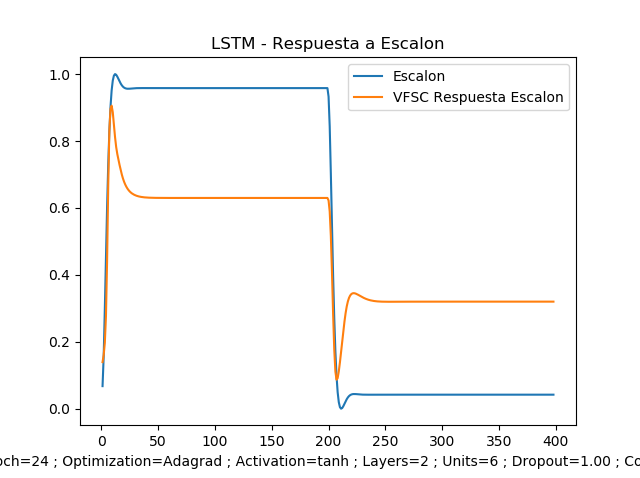 LSTM - Respuesta a Escalon
Escalon
VFSC Respuesta Escalon
1.0
0.8
0.6
0.4
0.2
0.0
0 50 100 150 200 250 300 350 400
och=24 ; Optimization=Adagrad ; Activation=tanh ; Layers=2 ; Units=6 ; Dropout=1.00 ; Co